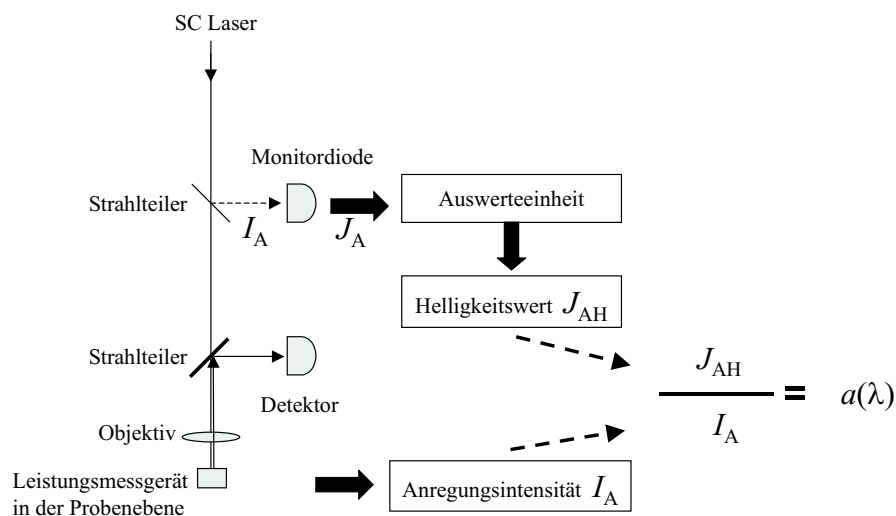 SC Laser
Monitordiode
Strahlteiler
I_A
J_A
Auswerteeinheit
Helligkeitswert J_AH
Strahlteiler
Detektor
J_AH
I_A
= a(λ)
Objektiv
Leistungsmessgerät
in der Probenebene
Anregungsintensität I_A